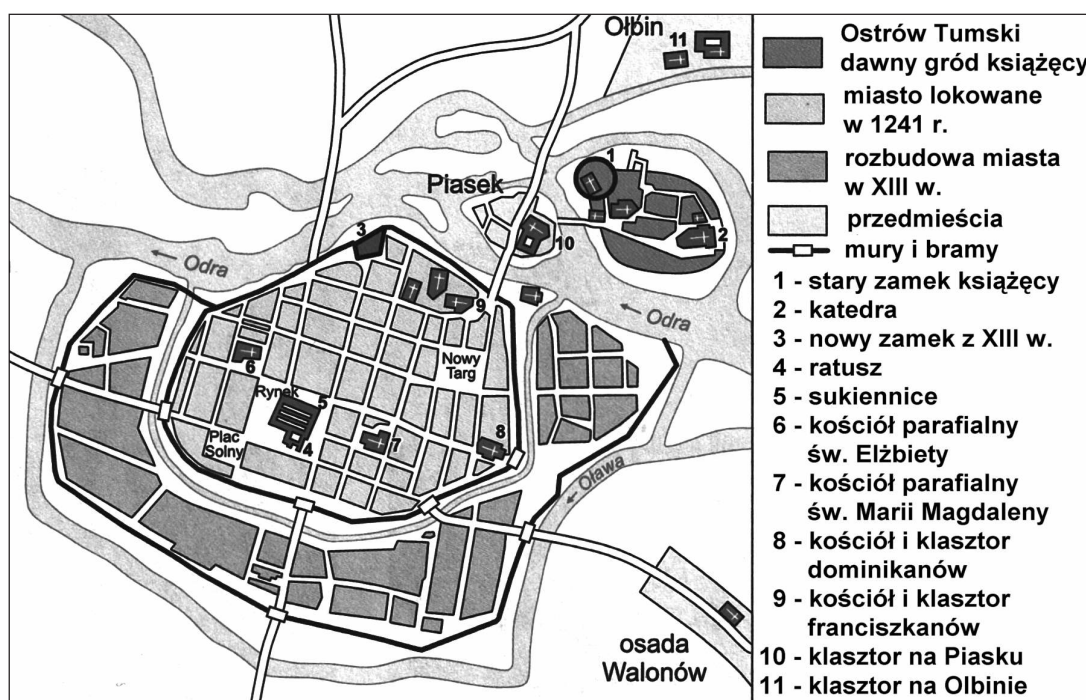 Ołbin
11
1
Piasek
10
2
3
← Odra
← Odra
9
Nowy
Targ
6
Rynek
5
Plac
Solny
4
7
8
← Oława
osada
Walonów
Ostrów Tumski
dawny gród książęcy
miasto lokowane
w 1241 r.
rozbudowa miasta
w XIII w.
przedmieścia
mury i bramy
1 - stary zamek książęcy
2 - katedra
3 - nowy zamek z XIII w.
4 - ratusz
5 - sukiennice
6 - kościół parafialny
św. Elżbiety
7 - kościół parafialny
św. Marii Magdaleny
8 - kościół i klasztor
dominikanów
9 - kościół i klasztor
franciszkanów
10 - klasztor na Piasku
11 - klasztor na Olbinie